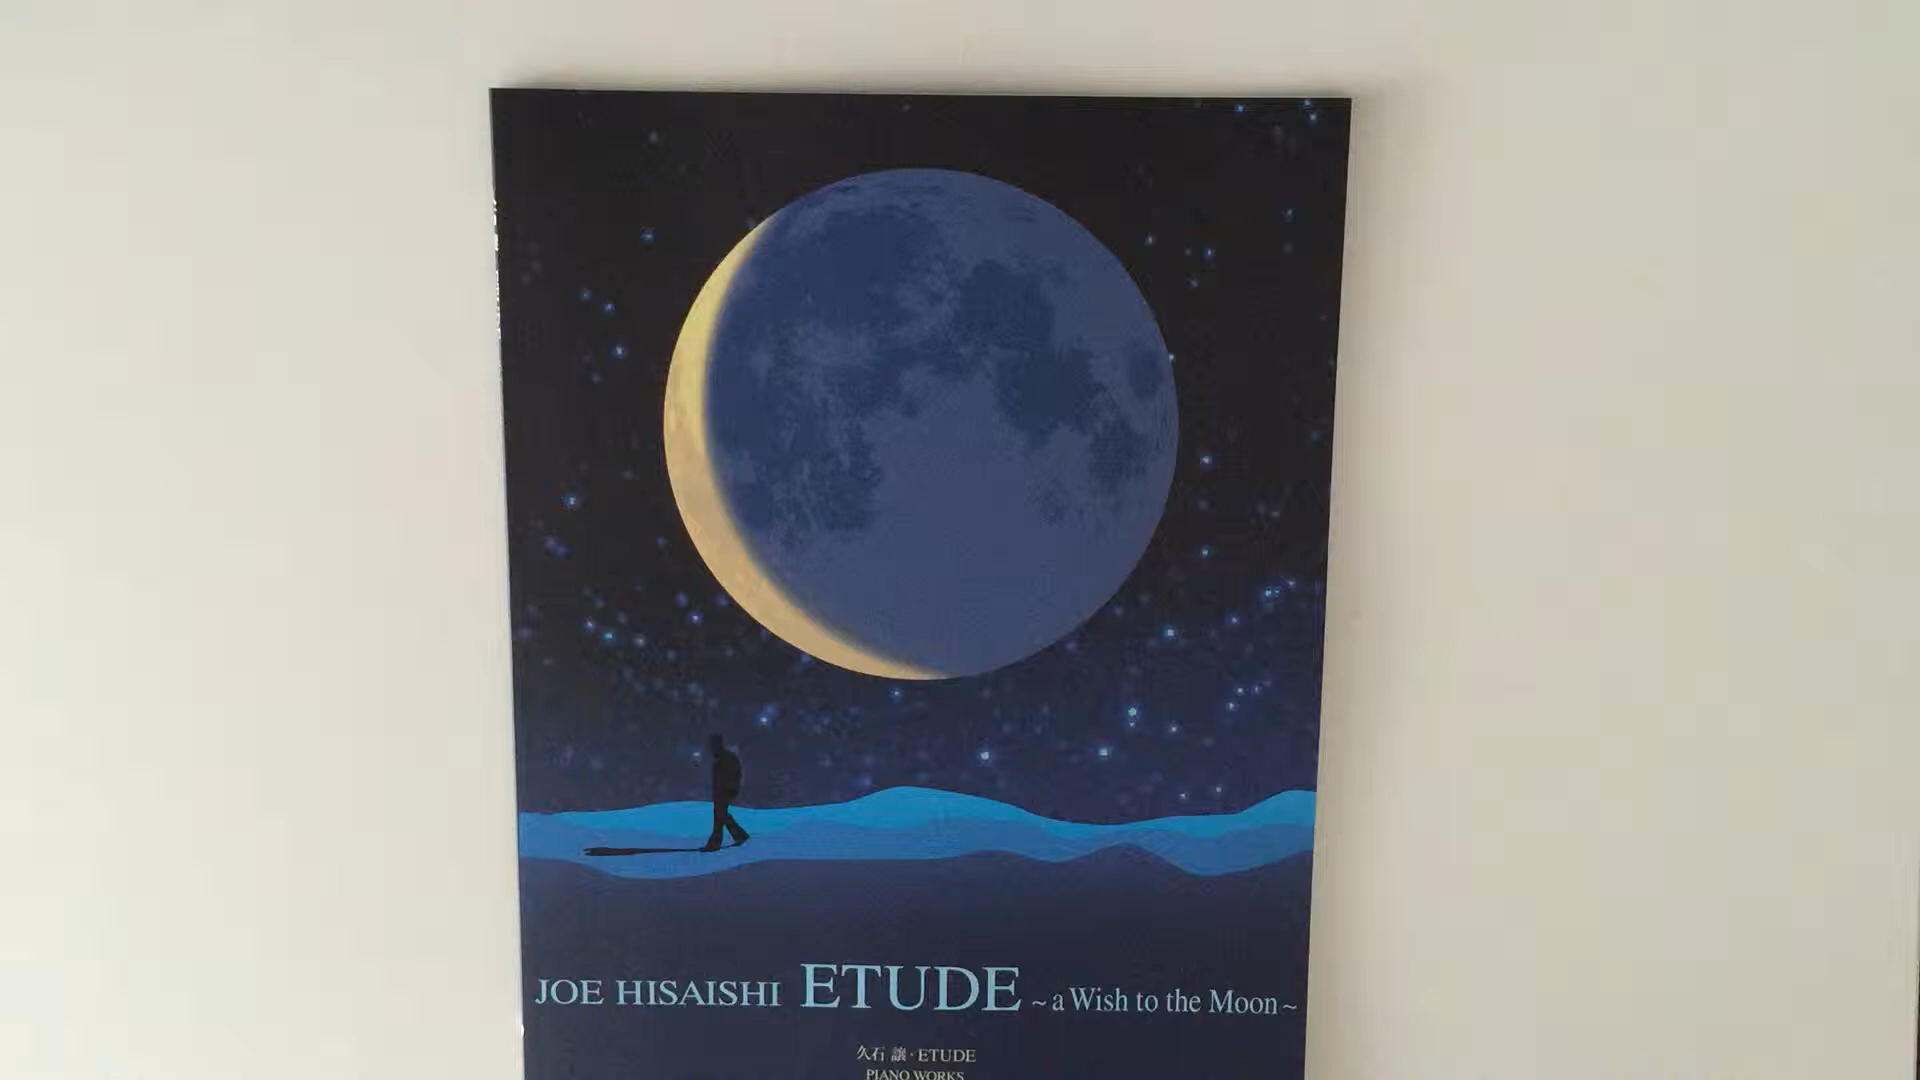 JOE HISAISHI ETUDE ~a Wish to the Moon~
久石 譲・ETUDE
PIANO WORKS